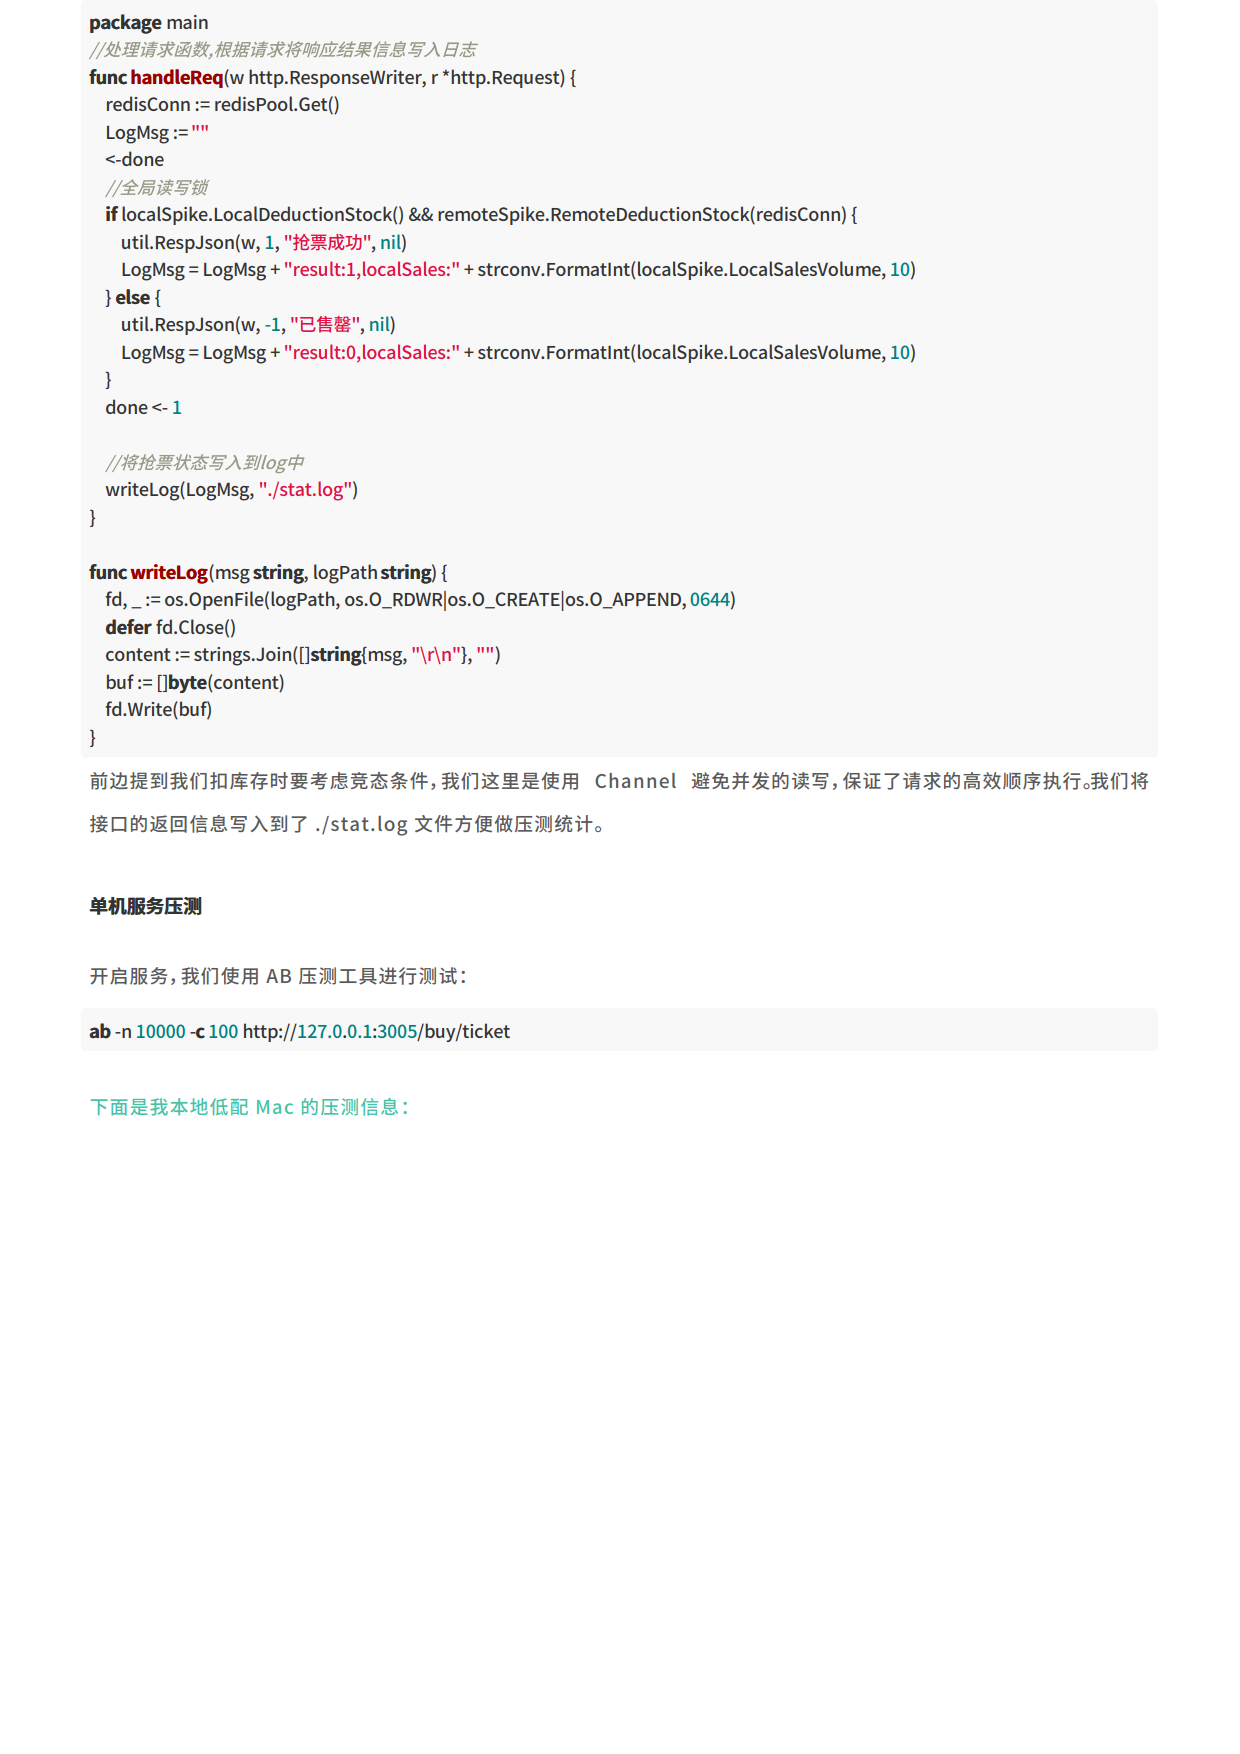 package main
//处理请求函数,根据请求将响应结果信息写入日志
func handleReq(w http.ResponseWriter, r *http.Request) {
    redisConn := redisPool.Get()
    LogMsg := ""
    <-done
    //全局读写锁
    if localSpike.LocalDeductionStock() && remoteSpike.RemoteDeductionStock(redisConn) {
        util.RespJson(w, 1, "抢票成功", nil)
        LogMsg = LogMsg + "result:1,localSales:" + strconv.FormatInt(localSpike.LocalSalesVolume, 10)
    } else {
        util.RespJson(w, -1, "已售罄", nil)
        LogMsg = LogMsg + "result:0,localSales:" + strconv.FormatInt(localSpike.LocalSalesVolume, 10)
    }
    done <- 1
    //将抢票状态写入到log中
    writeLog(LogMsg, "./stat.log")
}
func writeLog(msg string, logPath string) {
    fd, _ := os.OpenFile(logPath, os.O_RDWR|os.O_CREATE|os.O_APPEND, 0644)
    defer fd.Close()
    content := strings.Join([]string{msg, "\r\n"}, "")
    buf := []byte(content)
    fd.Write(buf)
}
前边提到我们扣库存时要考虑竞态条件，我们这里是使用 Channel 避免并发的读写，保证了请求的高效顺序执行。我们将
接口的返回信息写入到了 ./stat.log 文件方便做压测统计。
单机服务压测
开启服务，我们使用 AB 压测工具进行测试：
ab -n 10000 -c 100 http://127.0.0.1:3005/buy/ticket
下面是我本地低配 Mac 的压测信息：